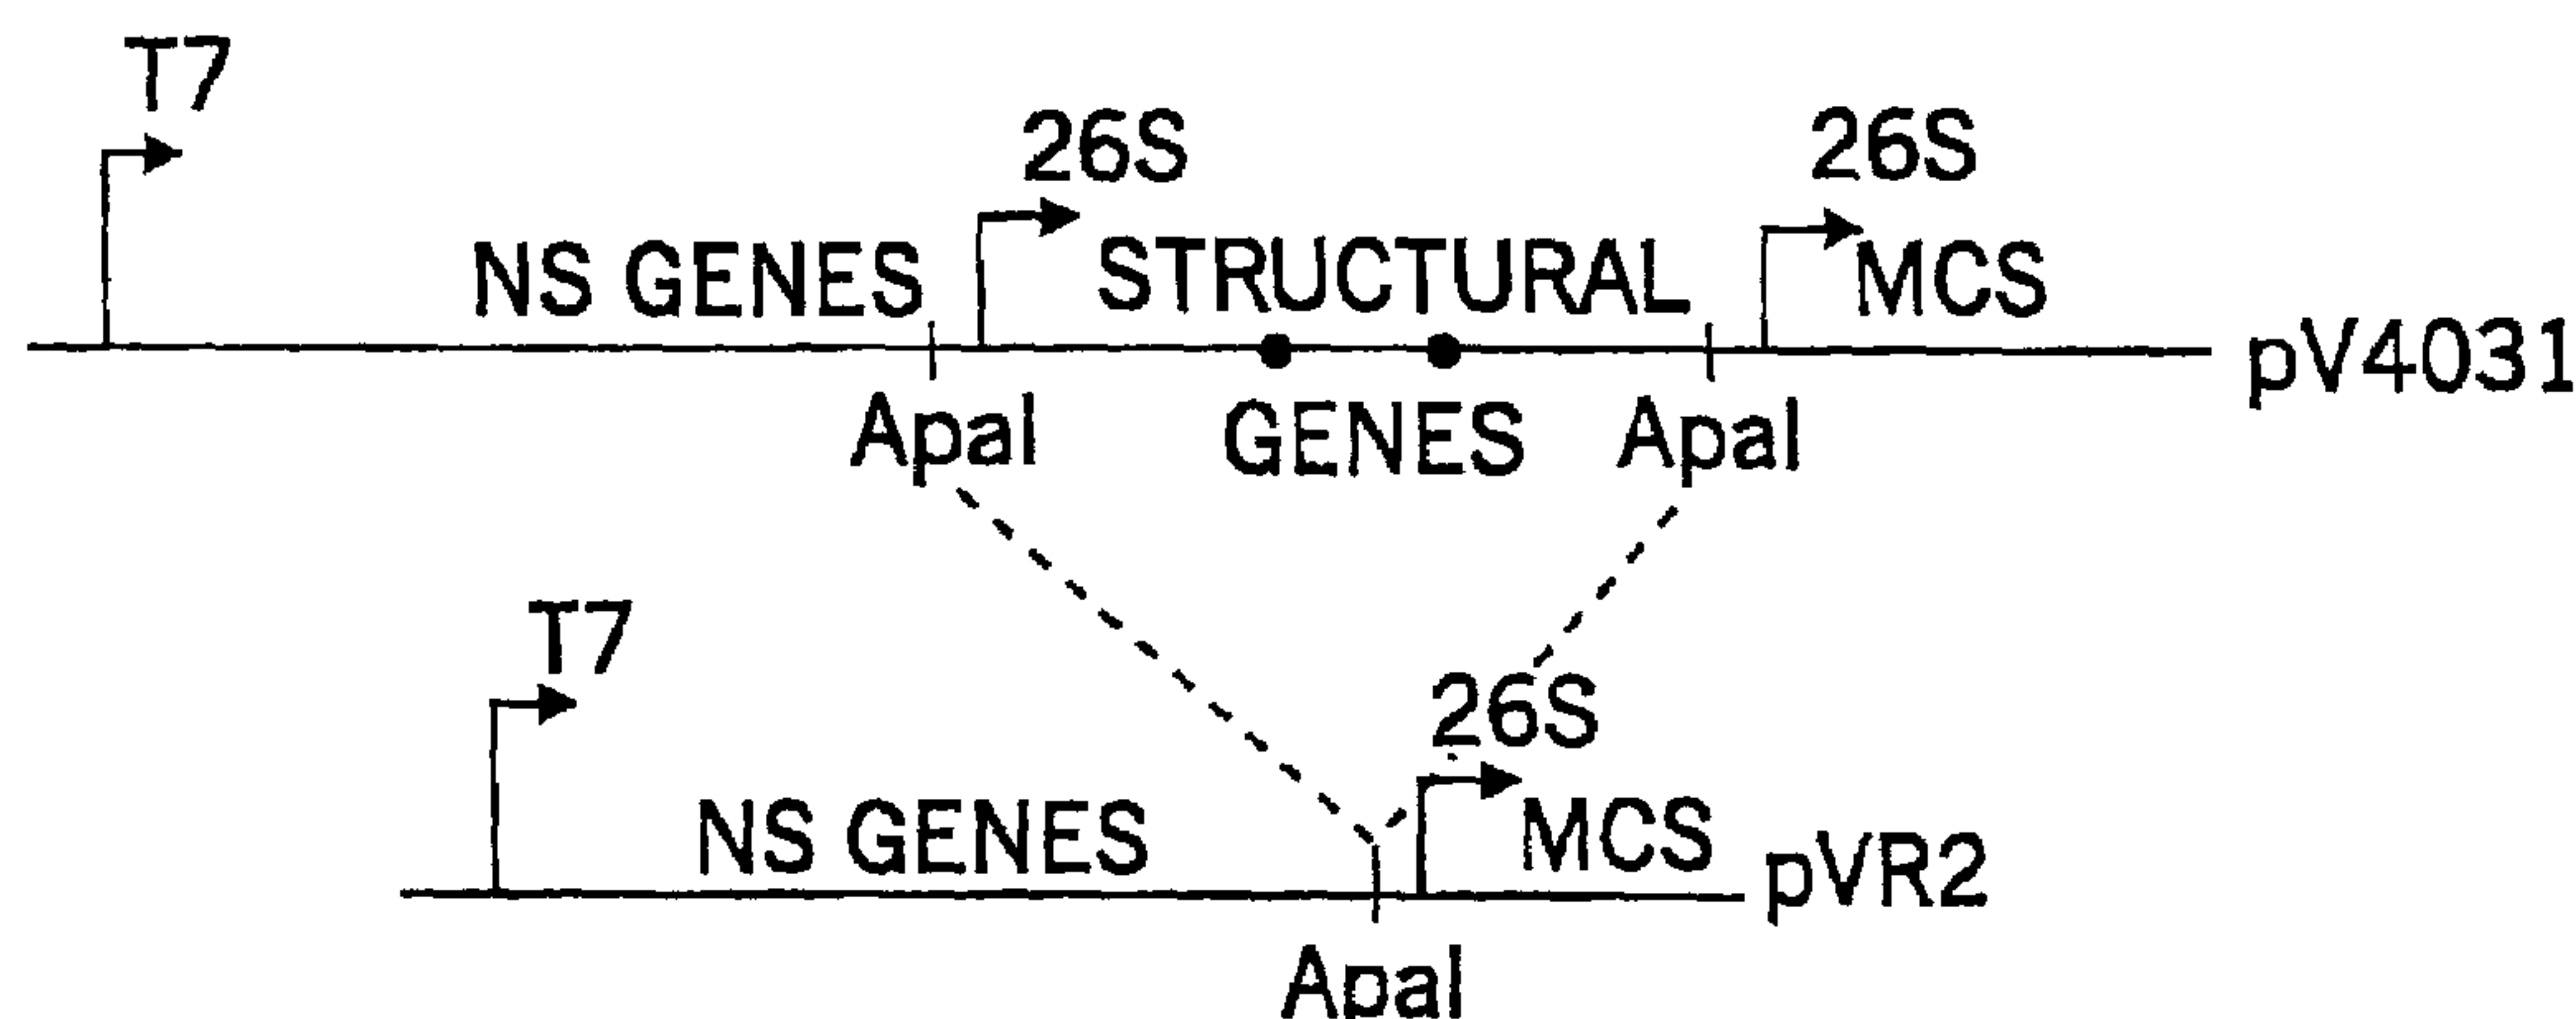 T7
26S 26S
NS GENES STRUCTURAL MCS
pV4031
ApaI GENES ApaI
T7
26S
NS GENES MCS
pVR2
ApaI